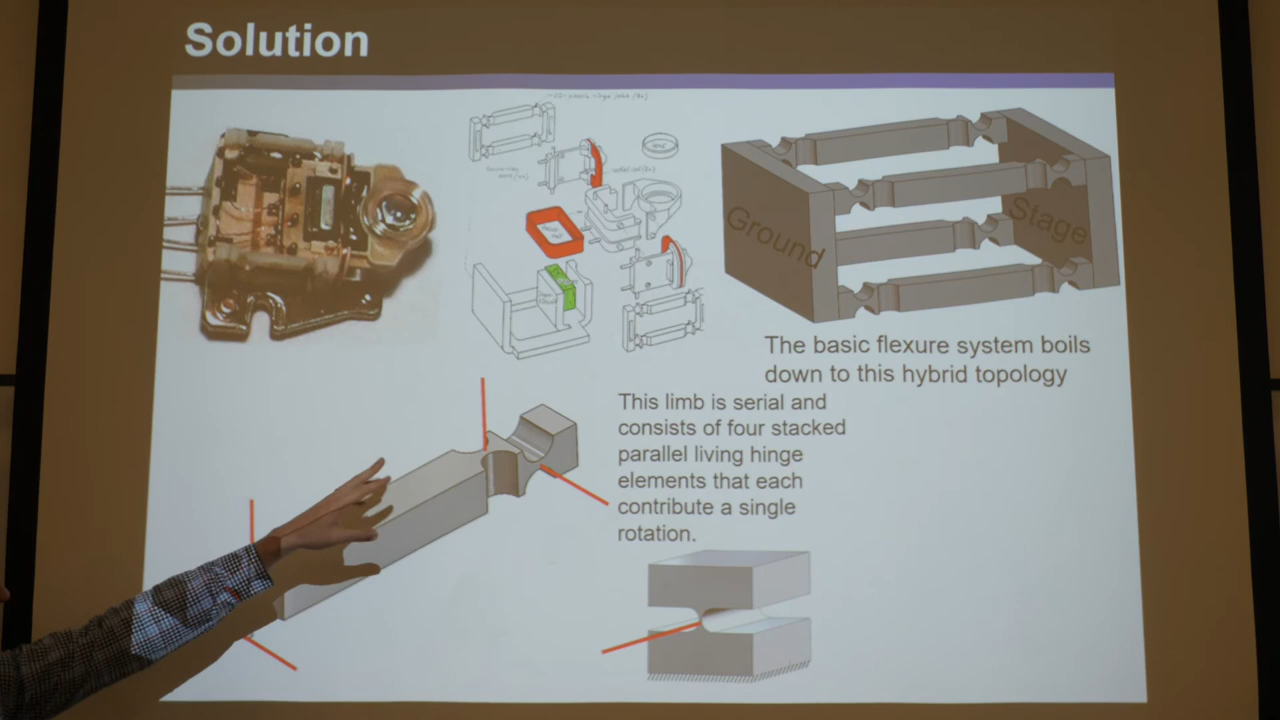 Solution
Ground
Stage
The basic flexure system boils
down to this hybrid topology
This limb is serial and
consists of four stacked
parallel living hinge
elements that each
contribute a single
rotation.